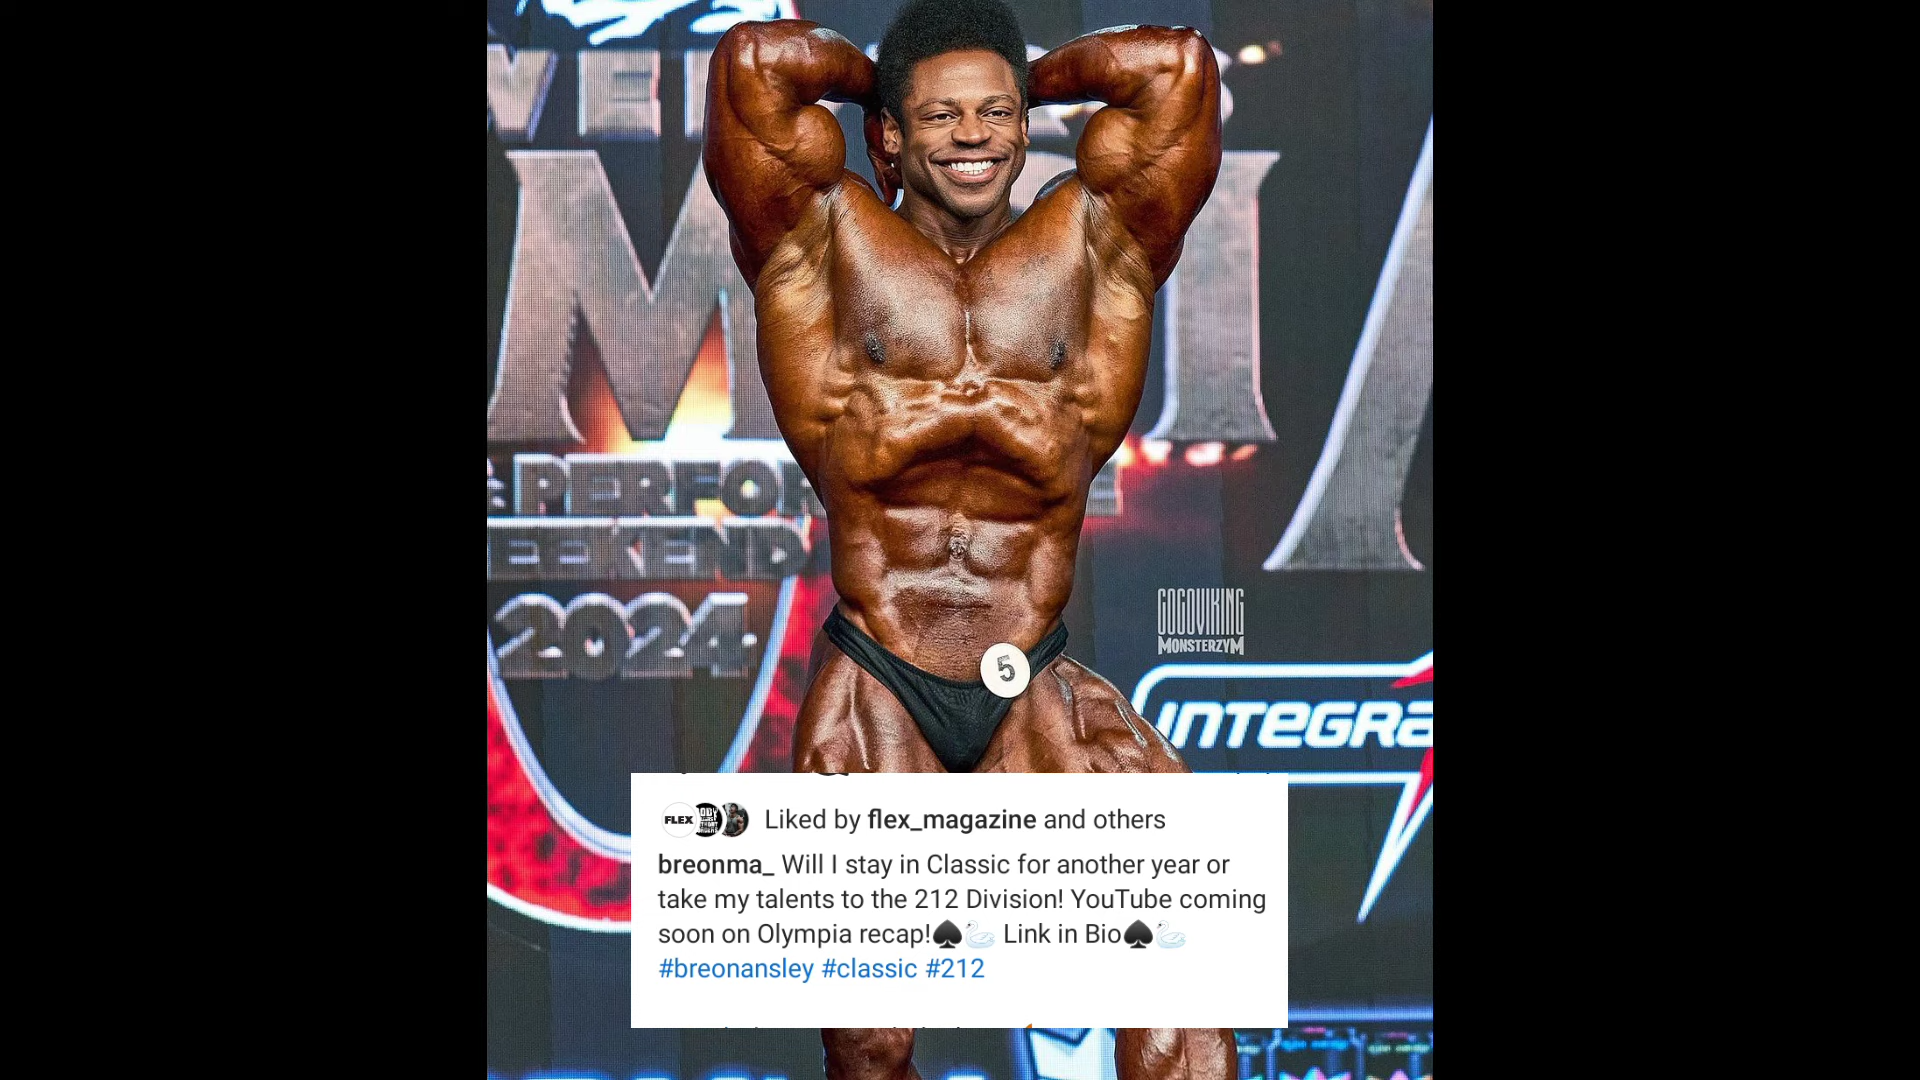 PERFOR
EEKEND
2024
5
GOGOVIKING
MONSTERZYM
INTEGRA
FLEX
Liked by flex_magazine and others
breonma_ Will I stay in Classic for another year or
take my talents to the 212 Division! YouTube coming
soon on Olympia recap!♠️🦢 Link in Bio♠️🦢
#breonansley #classic #212